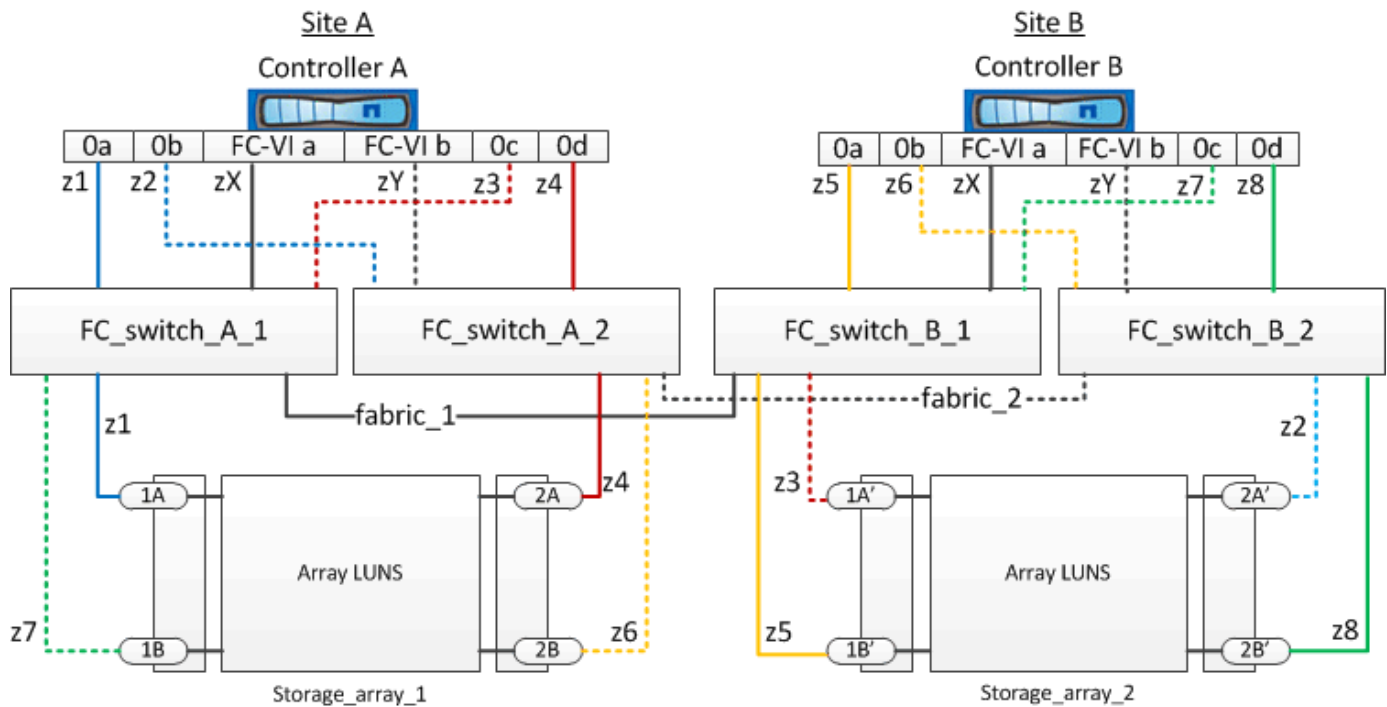 Site A Site B
Controller A Controller B
0a 0b FC-VI a FC-VI b 0c 0d 0a 0b FC-VI a FC-VI b 0c 0d
z1 z2 zX zY z3 z4 z5 z6 zX zY z7 z8
FC_switch_A_1 FC_switch_A_2 FC_switch_B_1 FC_switch_B_2
fabric_1 fabric_2
z1 z2
z4 z3
1A 2A 1A’ 2A’
Array LUNS Array LUNS
z7 z6 z5 z8
1B 2B 1B’ 2B’
Storage_array_1 Storage_array_2